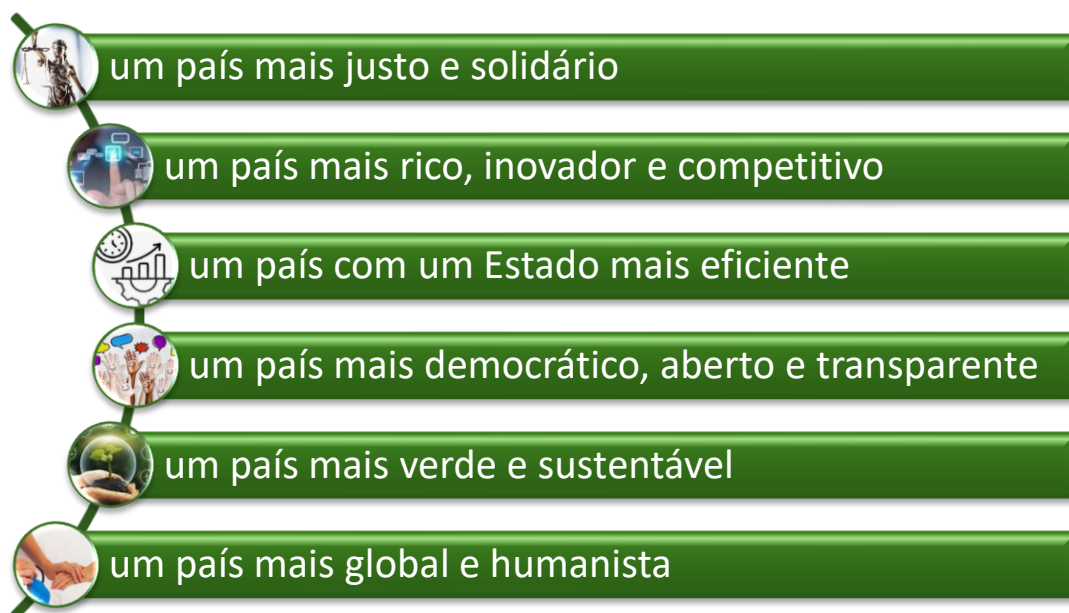 um país mais justo e solidário
um país mais rico, inovador e competitivo
um país com um Estado mais eficiente
um país mais democrático, aberto e transparente
um país mais verde e sustentável
um país mais global e humanista